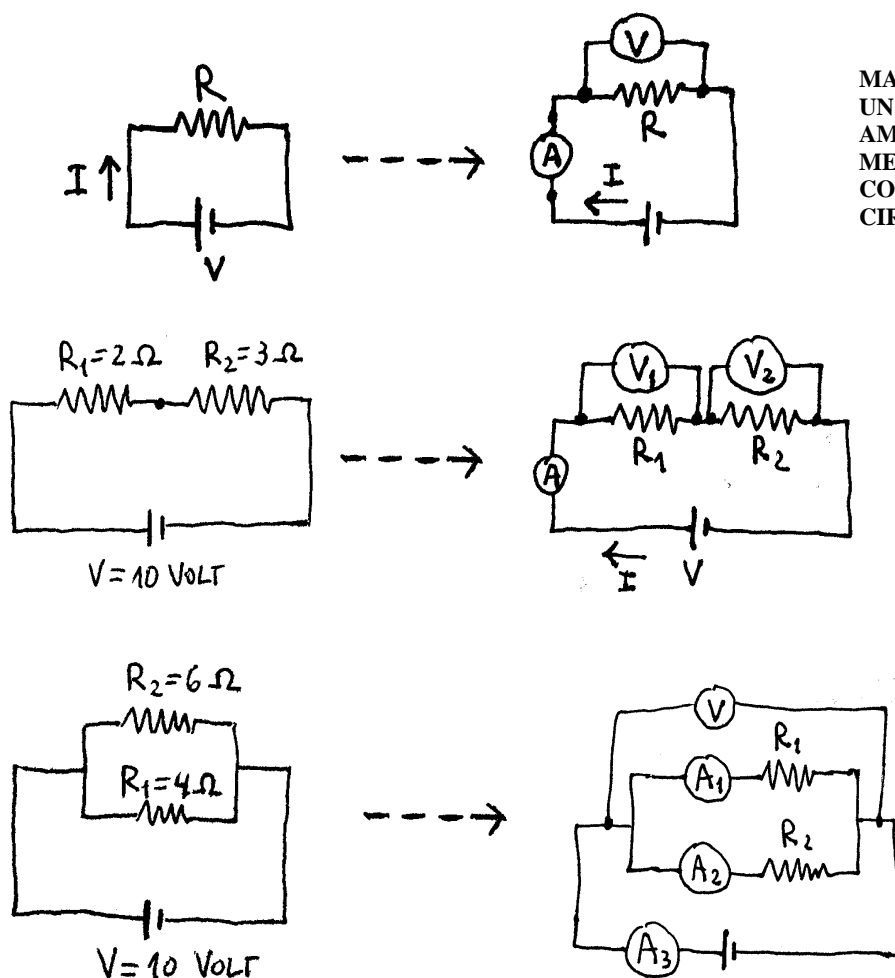 R
I
V
V
R
A
I
MA
UN
AM
ME
CO
CIF
R₁=2Ω R₂=3Ω
V=10 VOLT
V₁ V₂
R₁ R₂
A
I V
R₂=6Ω
R₁=4Ω
V=10 VOLT
V
R₁
A₁
R₂
A₂
A₃